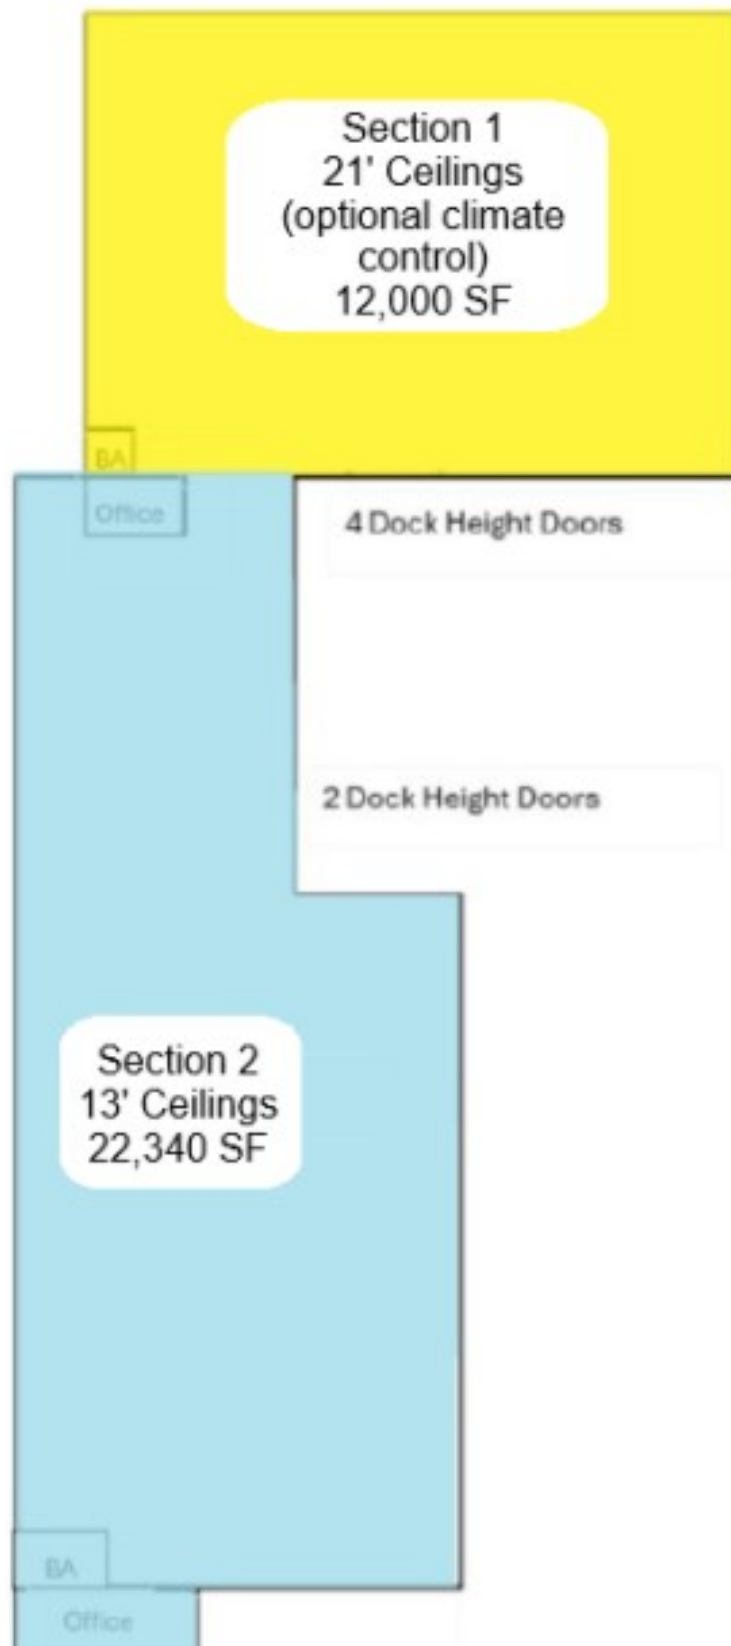 Section 1
21' Ceilings
(optional climate
control)
12,000 SF
BA
Office
4 Dock Height Doors
2 Dock Height Doors
Section 2
13' Ceilings
22,340 SF
BA
Office